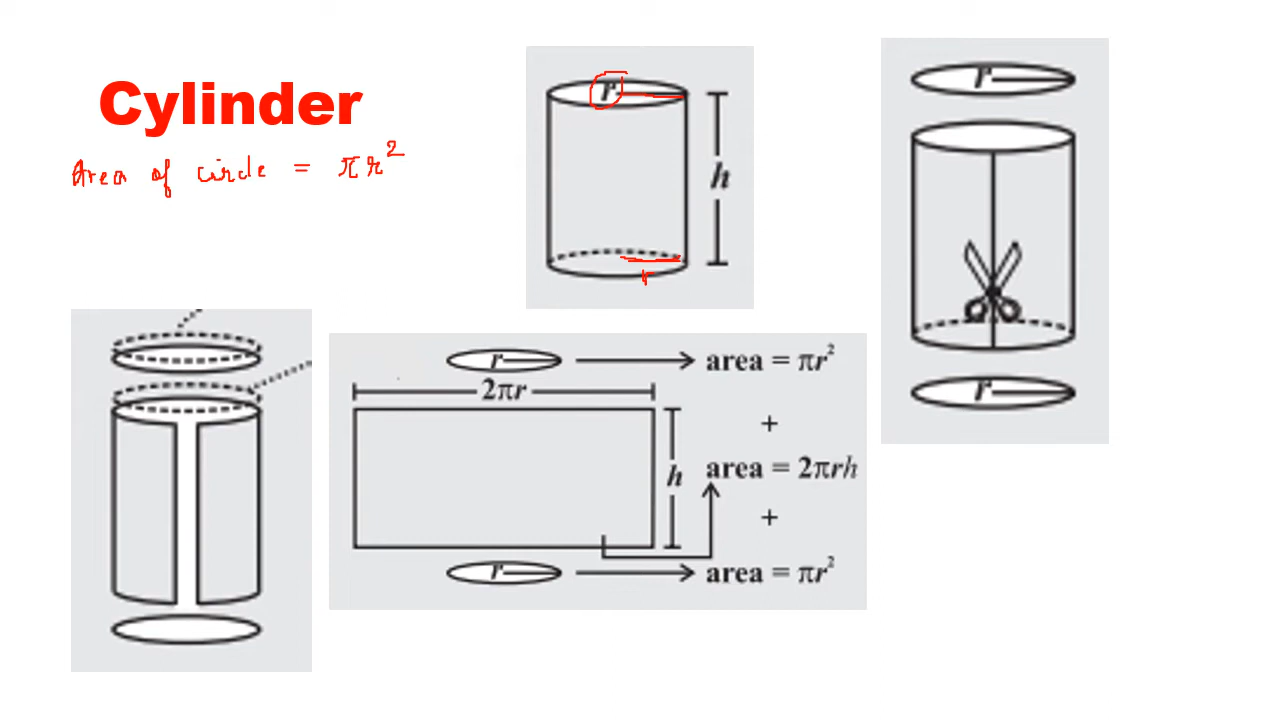 Cylinder
Area of circle = πr²
r
h
r
r
r
r
area = πr²
2πr
+
h
area = 2πrh
+
r
area = πr²